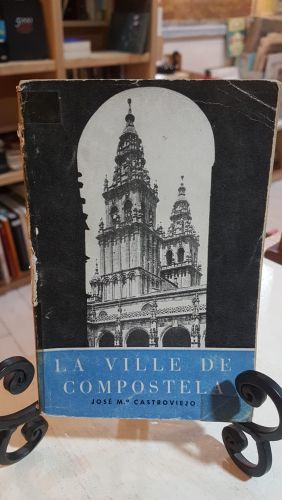 LA VILLE DE
COMPOSTELA
JOSÉ Mª CASTROVIEJO